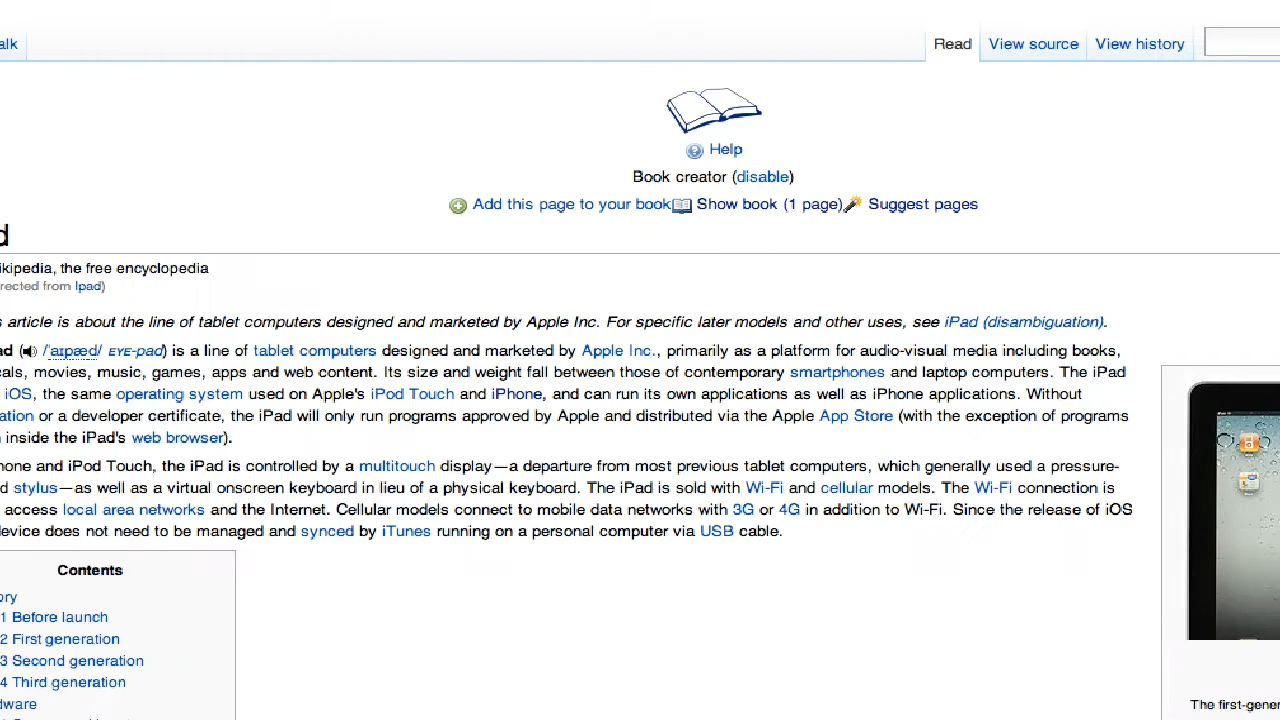 alk Read View source View history
Help
Book creator (disable)
Add this page to your book Show book (1 page) Suggest pages
d
ikipedia, the free encyclopedia
rected from Ipad)
s article is about the line of tablet computers designed and marketed by Apple Inc. For specific later models and other uses, see iPad (disambiguation).
ad (/ˈaɪpæd/ EYE-pad) is a line of tablet computers designed and marketed by Apple Inc., primarily as a platform for audio-visual media including books,
als, movies, music, games, apps and web content. Its size and weight fall between those of contemporary smartphones and laptop computers. The iPad
iOS, the same operating system used on Apple's iPod Touch and iPhone, and can run its own applications as well as iPhone applications. Without
ation or a developer certificate, the iPad will only run programs approved by Apple and distributed via the Apple App Store (with the exception of programs
inside the iPad's web browser).
hone and iPod Touch, the iPad is controlled by a multitouch display—a departure from most previous tablet computers, which generally used a pressure-
d stylus—as well as a virtual onscreen keyboard in lieu of a physical keyboard. The iPad is sold with Wi-Fi and cellular models. The Wi-Fi connection is
access local area networks and the Internet. Cellular models connect to mobile data networks with 3G or 4G in addition to Wi-Fi. Since the release of iOS
device does not need to be managed and synced by iTunes running on a personal computer via USB cable.
Contents
ory
1 Before launch
2 First generation
3 Second generation
4 Third generation
dware
The first-gener